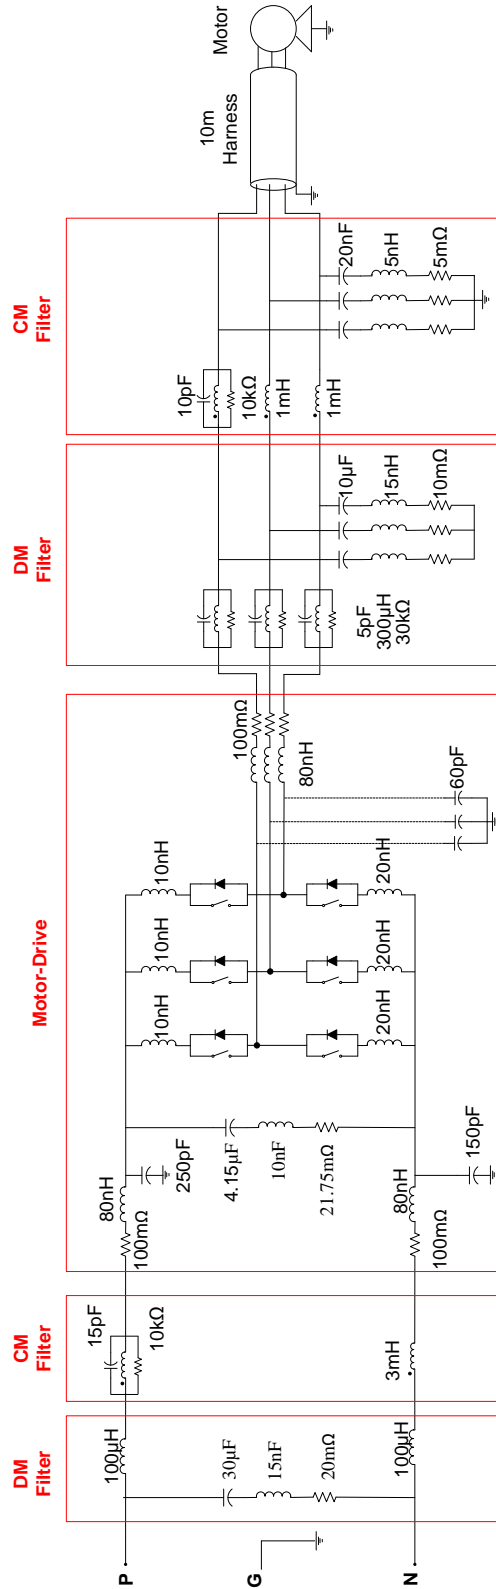 DM
Filter
CM
Filter
Motor-Drive
DM
Filter
CM
Filter
10m
Harness
Motor
P
G
N
100µH
30µF
15nF
20mΩ
100µH
15pF
10kΩ
3mH
80nH
100mΩ
250pF
4.15µF
10nF
21.75mΩ
80nH
100mΩ
150pF
10nH
10nH
10nH
20nH
20nH
20nH
100mΩ
80nH
60pF
5pF
300µH
30kΩ
10µF
15nH
10mΩ
10pF
10kΩ
1mH
1mH
20nF
5nH
5mΩ